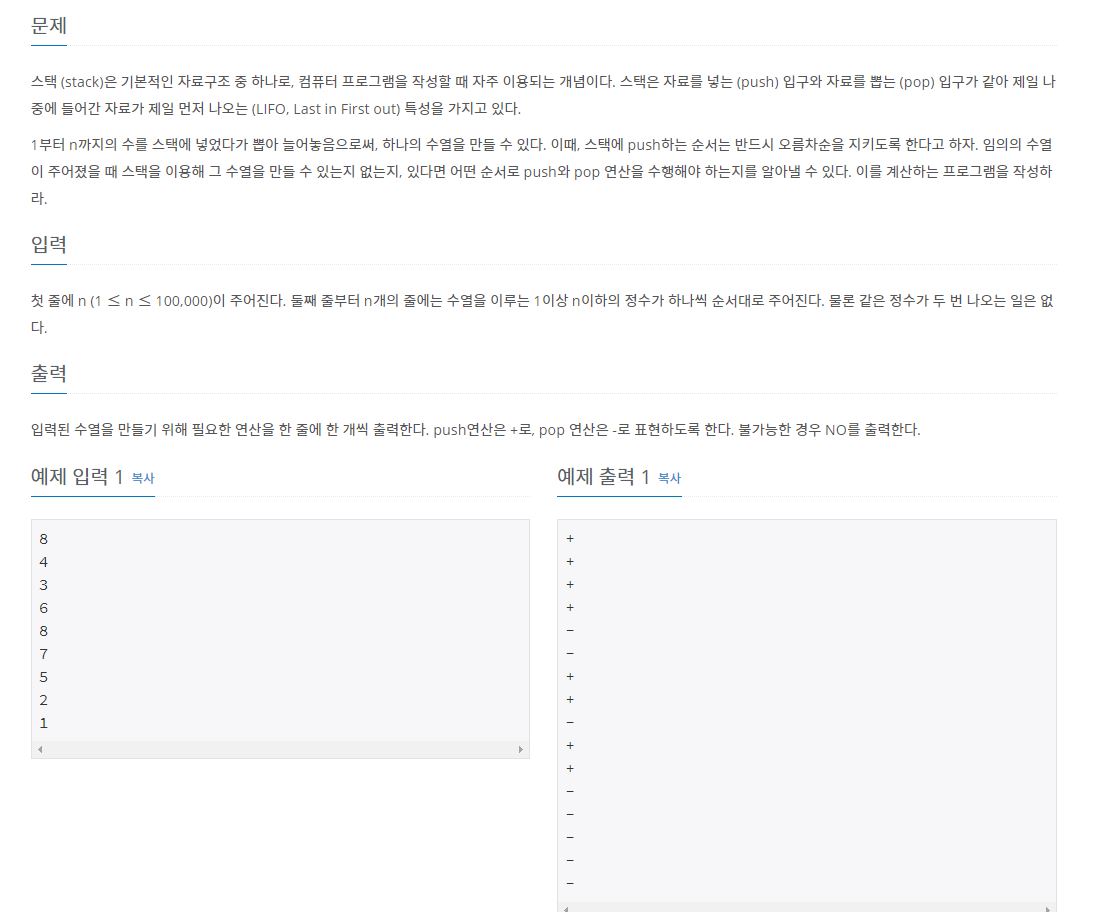 문제
스택 (stack)은 기본적인 자료구조 중 하나로, 컴퓨터 프로그램을 작성할 때 자주 이용되는 개념이다. 스택은 자료를 넣는 (push) 입구와 자료를 뽑는 (pop) 입구가 같아 제일 나
중에 들어간 자료가 제일 먼저 나오는 (LIFO, Last in First out) 특성을 가지고 있다.
1부터 n까지의 수를 스택에 넣었다가 뽑아 늘어놓음으로써, 하나의 수열을 만들 수 있다. 이때, 스택에 push하는 순서는 반드시 오름차순을 지키도록 한다고 하자. 임의의 수열
이 주어졌을 때 스택을 이용해 그 수열을 만들 수 있는지 없는지, 있다면 어떤 순서로 push와 pop 연산을 수행해야 하는지를 알아낼 수 있다. 이를 계산하는 프로그램을 작성하
라.
입력
첫 줄에 n (1 ≤ n ≤ 100,000)이 주어진다. 둘째 줄부터 n개의 줄에는 수열을 이루는 1이상 n이하의 정수가 하나씩 순서대로 주어진다. 물론 같은 정수가 두 번 나오는 일은 없
다.
출력
입력된 수열을 만들기 위해 필요한 연산을 한 줄에 한 개씩 출력한다. push연산은 +로, pop 연산은 -로 표현하도록 한다. 불가능한 경우 NO를 출력한다.
예제 입력 1 복사
8
4
3
6
8
7
5
2
1
예제 출력 1 복사
+
+
+
+
-
-
+
+
-
+
+
-
-
-
-
-